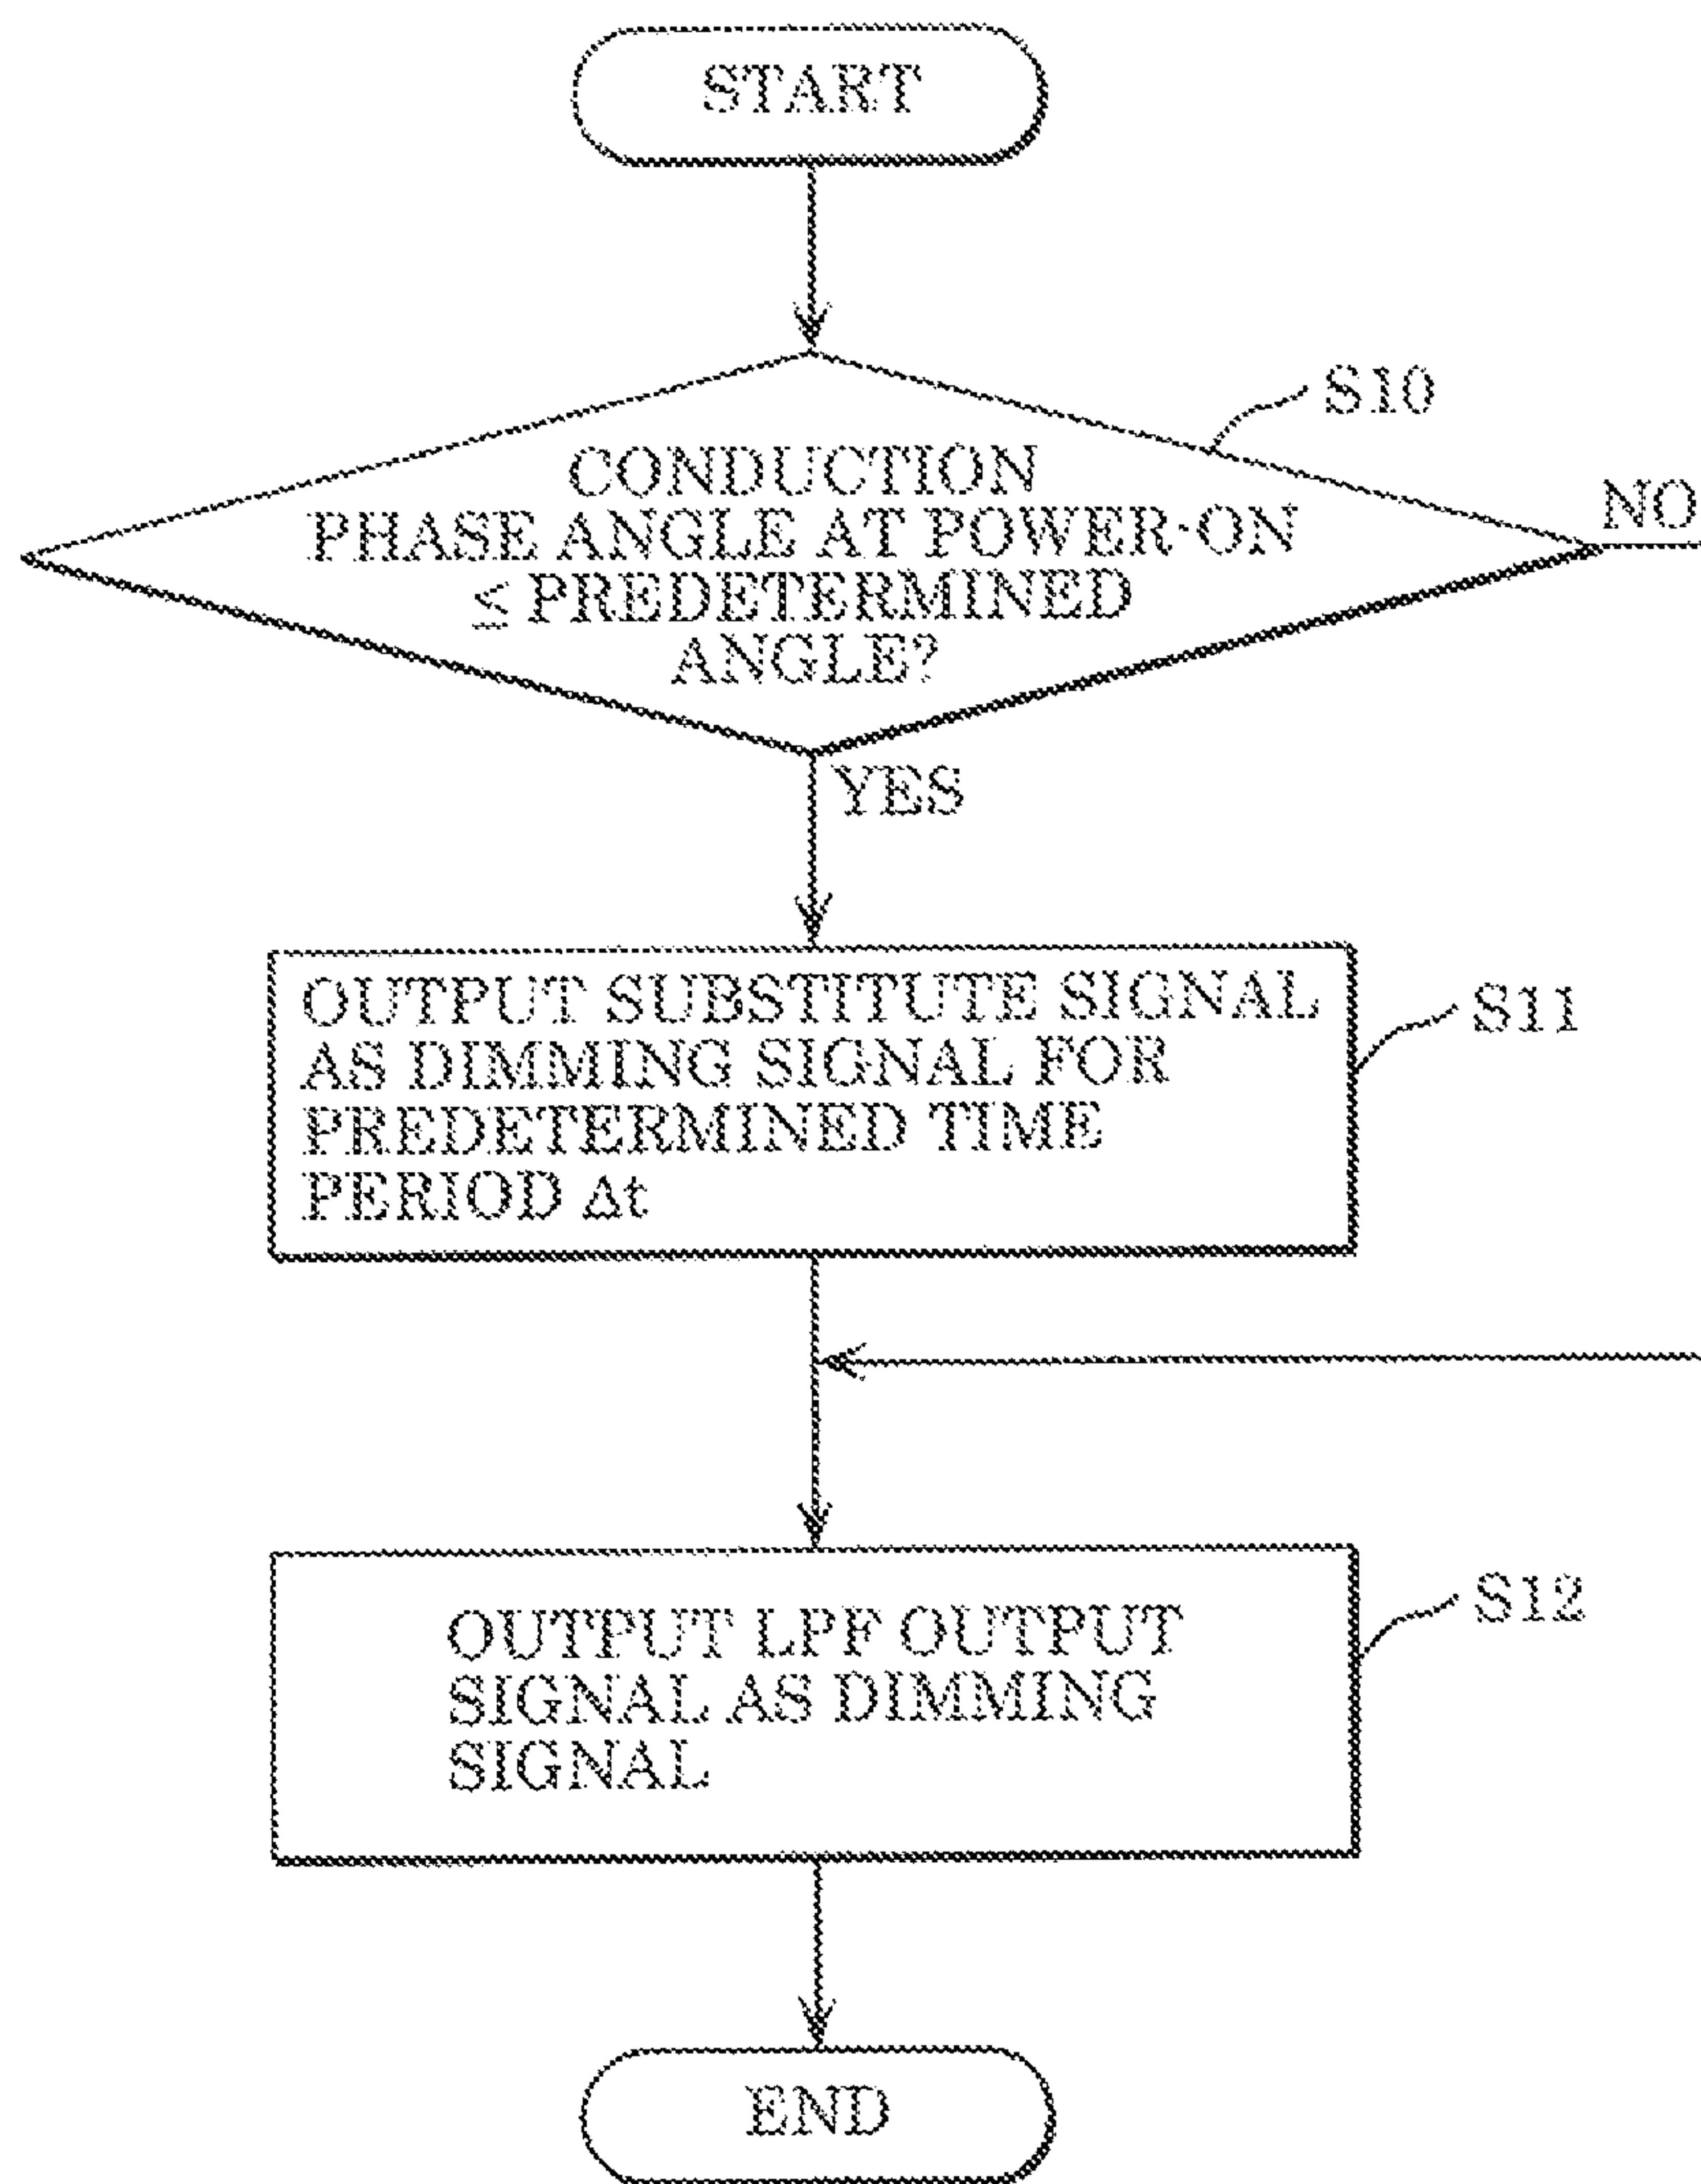 START
S10
CONDUCTION
PHASE ANGLE AT POWER-ON
≤ PREDETERMINED
ANGLE?
NO
YES
OUTPUT SUBSTITUTE SIGNAL
AS DIMMING SIGNAL FOR
PREDETERMINED TIME
PERIOD Δt
S11
OUTPUT LPF OUTPUT
SIGNAL AS DIMMING
SIGNAL
S12
END